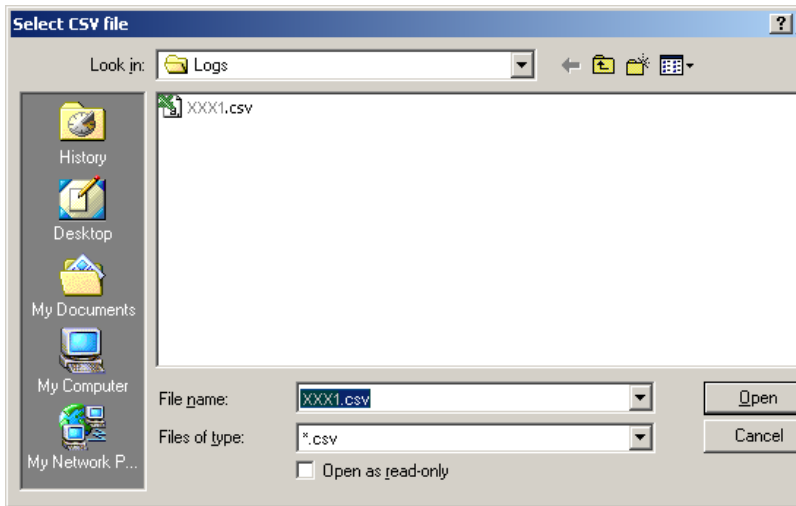 Select CSV file
?
Look in:
Logs
XXX1.csv
History
Desktop
My Documents
My Computer
My Network P...
File name:
XXX1.csv
Open
Files of type:
*.csv
Cancel
Open as read-only